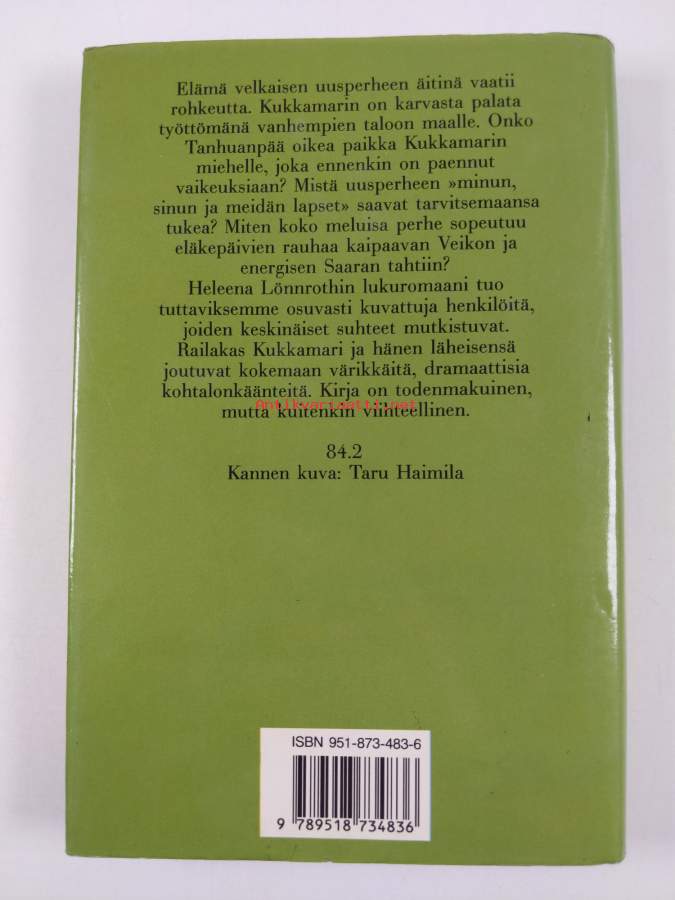 Elämä velkaisen uusperheen äitinä vaatii
rohkeutta. Kukkamarin on karvasta palata
työttömänä vanhempien taloon maalle. Onko
Tanhuanpää oikea paikka Kukkamarin
miehelle, joka ennenkin on paennut
vaikeuksiaan? Mistä uusperheen »minun,
sinun ja meidän lapset» saavat tarvitsemaansa
tukea? Miten koko meluisa perhe sopeutuu
eläkepäivien rauhaa kaipaavan Veikon ja
energisen Saaran tahtiin?
Heleena Lönnrothin lukuromaani tuo
tuttaviksemme osuvasti kuvattuja henkilöitä,
joiden keskinäiset suhteet mutkistuvat.
Railakas Kukkamari ja hänen läheisensä
joutuvat kokemaan värikkäitä, dramaattisia
kohtalonkäänteitä. Kirja on todenmakuinen,
Antikvariaatti.net
mutta kuitenkin viihteellinen.
84.2
Kannen kuva: Taru Haimila
ISBN 951-873-483-6
9 789518 734836